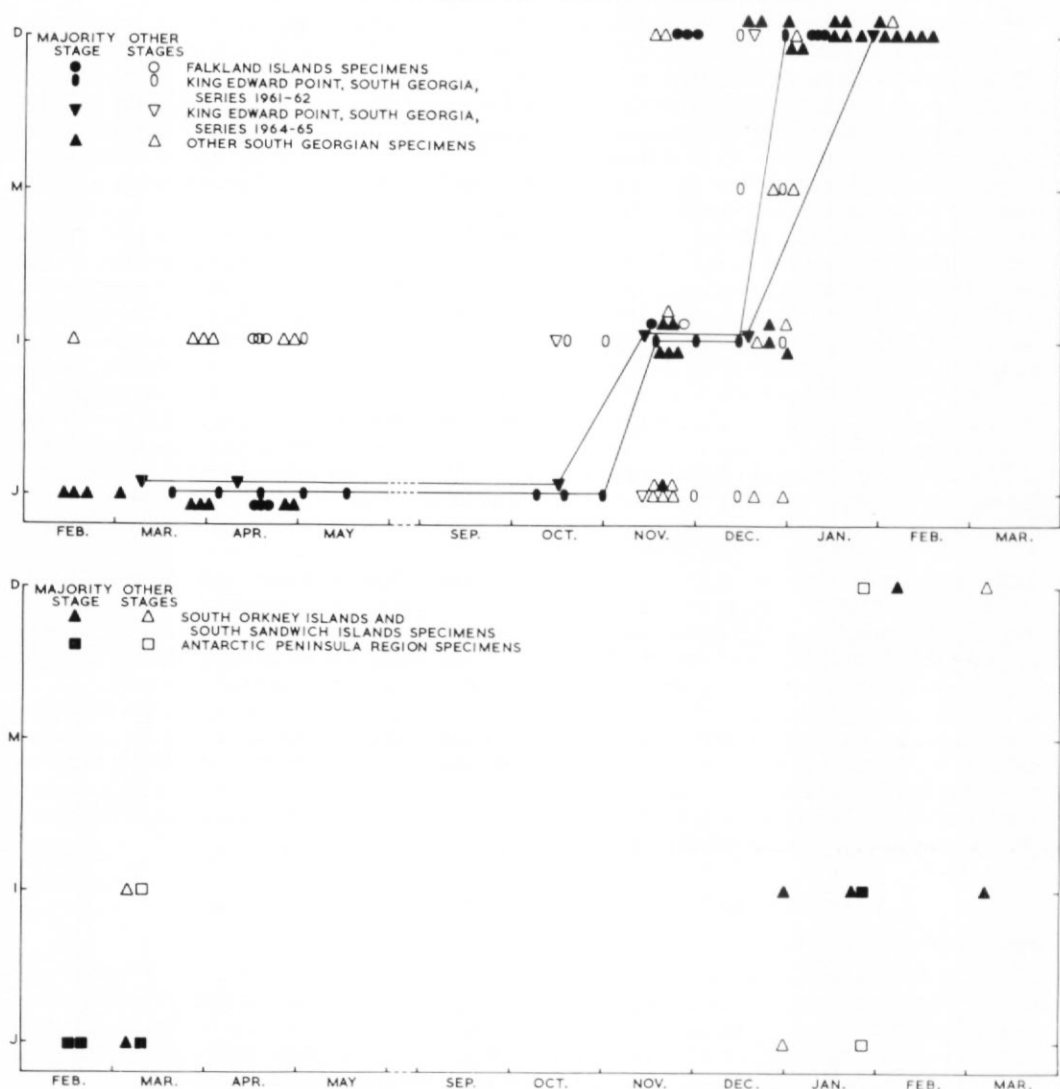 D
MAJORITY STAGE
OTHER STAGES
FALKLAND ISLANDS SPECIMENS
KING EDWARD POINT, SOUTH GEORGIA,
SERIES 1961-62
KING EDWARD POINT, SOUTH GEORGIA,
SERIES 1964-65
OTHER SOUTH GEORGIAN SPECIMENS
M
I
J
FEB. MAR. APR. MAY SEP. OCT. NOV. DEC. JAN. FEB. MAR.
D
MAJORITY STAGE
OTHER STAGES
SOUTH ORKNEY ISLANDS AND
SOUTH SANDWICH ISLANDS SPECIMENS
ANTARCTIC PENINSULA REGION SPECIMENS
M
I
J
FEB. MAR. APR. MAY SEP. OCT. NOV. DEC. JAN. FEB. MAR.